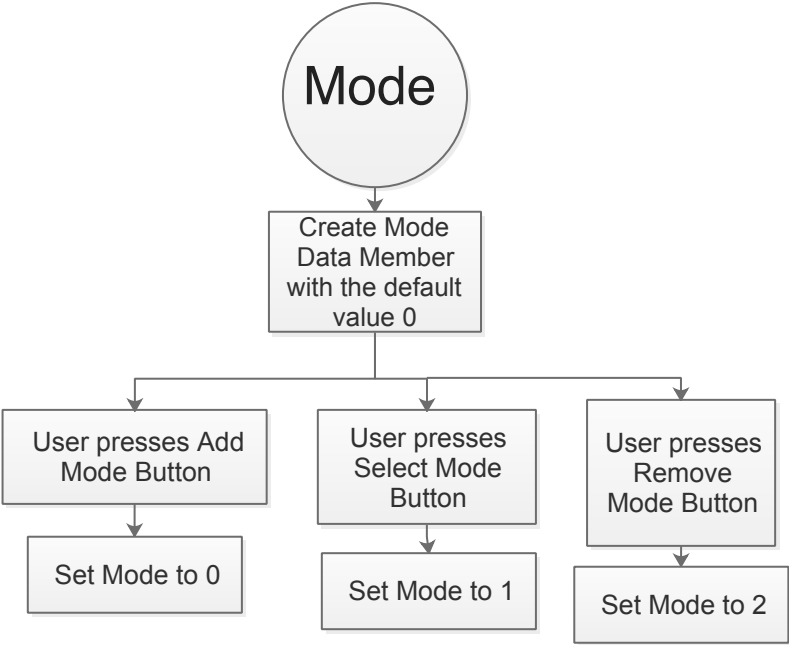 Mode
Create Mode
Data Member
with the default
value 0
User presses Add
Mode Button
User presses
Select Mode
Button
User presses
Remove
Mode Button
Set Mode to 0
Set Mode to 1
Set Mode to 2